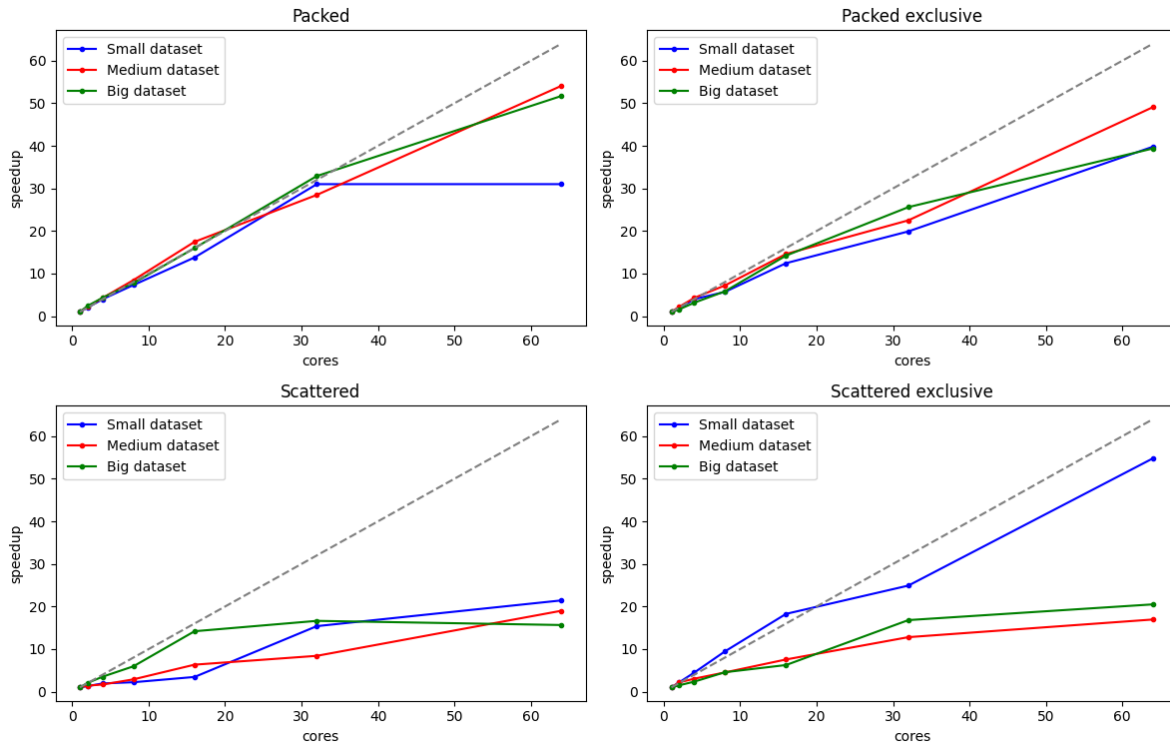 Packed
Small dataset
Medium dataset
Big dataset
60
50
40
30
20
10
0
speedup
0 10 20 30 40 50 60
cores
Packed exclusive
Small dataset
Medium dataset
Big dataset
60
50
40
30
20
10
0
speedup
0 10 20 30 40 50 60
cores
Scattered
Small dataset
Medium dataset
Big dataset
60
50
40
30
20
10
0
speedup
0 10 20 30 40 50 60
cores
Scattered exclusive
Small dataset
Medium dataset
Big dataset
60
50
40
30
20
10
0
speedup
0 10 20 30 40 50 60
cores